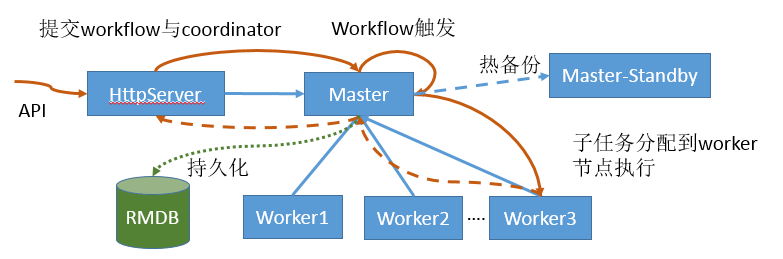 提交workflow与coordinator
Workflow触发
热备份
API
HttpServer
Master
Master-Standby
子任务分配到worker
节点执行
持久化
RMDB
Worker1
Worker2
....
Worker3